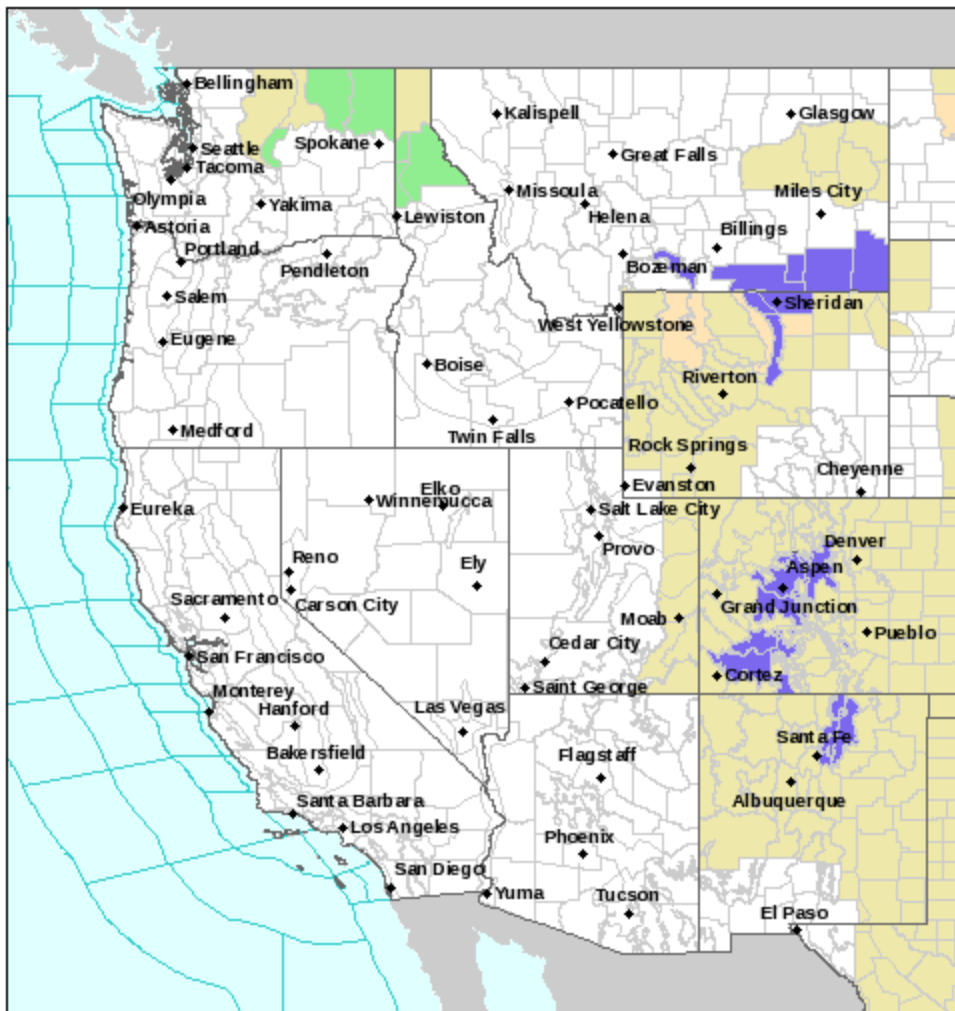 Bellingham
Kalispell
Glasgow
Seattle
Spokane
Great Falls
Tacoma
Miles City
Olympia
Yakima
Missoula
Helena
Lewiston
Astoria
Billings
Portland
Pendleton
Bozeman
Salem
Sheridan
West Yellowstone
Eugene
Boise
Riverton
Pocatello
Medford
Twin Falls
Rock Springs
Cheyenne
Elko
Evanston
Winnemucca
Eureka
Salt Lake City
Denver
Provo
Reno
Ely
Aspen
Sacramento
Carson City
Grand Junction
Moab
Pueblo
Cedar City
San Francisco
Cortez
Saint George
Monterey
Hanford
Las Vegas
Santa Fe
Bakersfield
Flagstaff
Santa Barbara
Albuquerque
Los Angeles
Phoenix
San Diego
Yuma
Tucson
El Paso